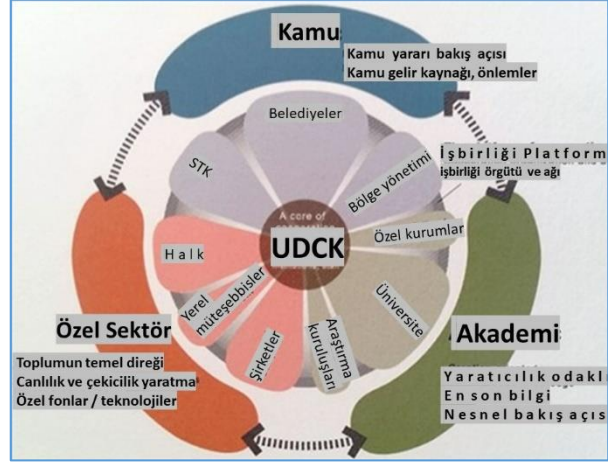 Kamu
Kamu yararı bakış açısı
Kamu gelir kaynağı, önlemler
Belediyeler
STK
Bölge yönetimi
İşbirliği Platform
işbirliği örgütü ve ağı
A core of
UDCK
Özel kurumlar
Halk
Yerel
müteşebbisler
Şirketler
Araştırma
kuruluşları
Üniversite
Özel Sektör
Toplumun temel direği
Canlılık ve çekicilik yaratma
Özel fonlar / teknolojiler
Akademi
Yaratıcılık odaklı
En son bilgi
Nesnel bakış açıs